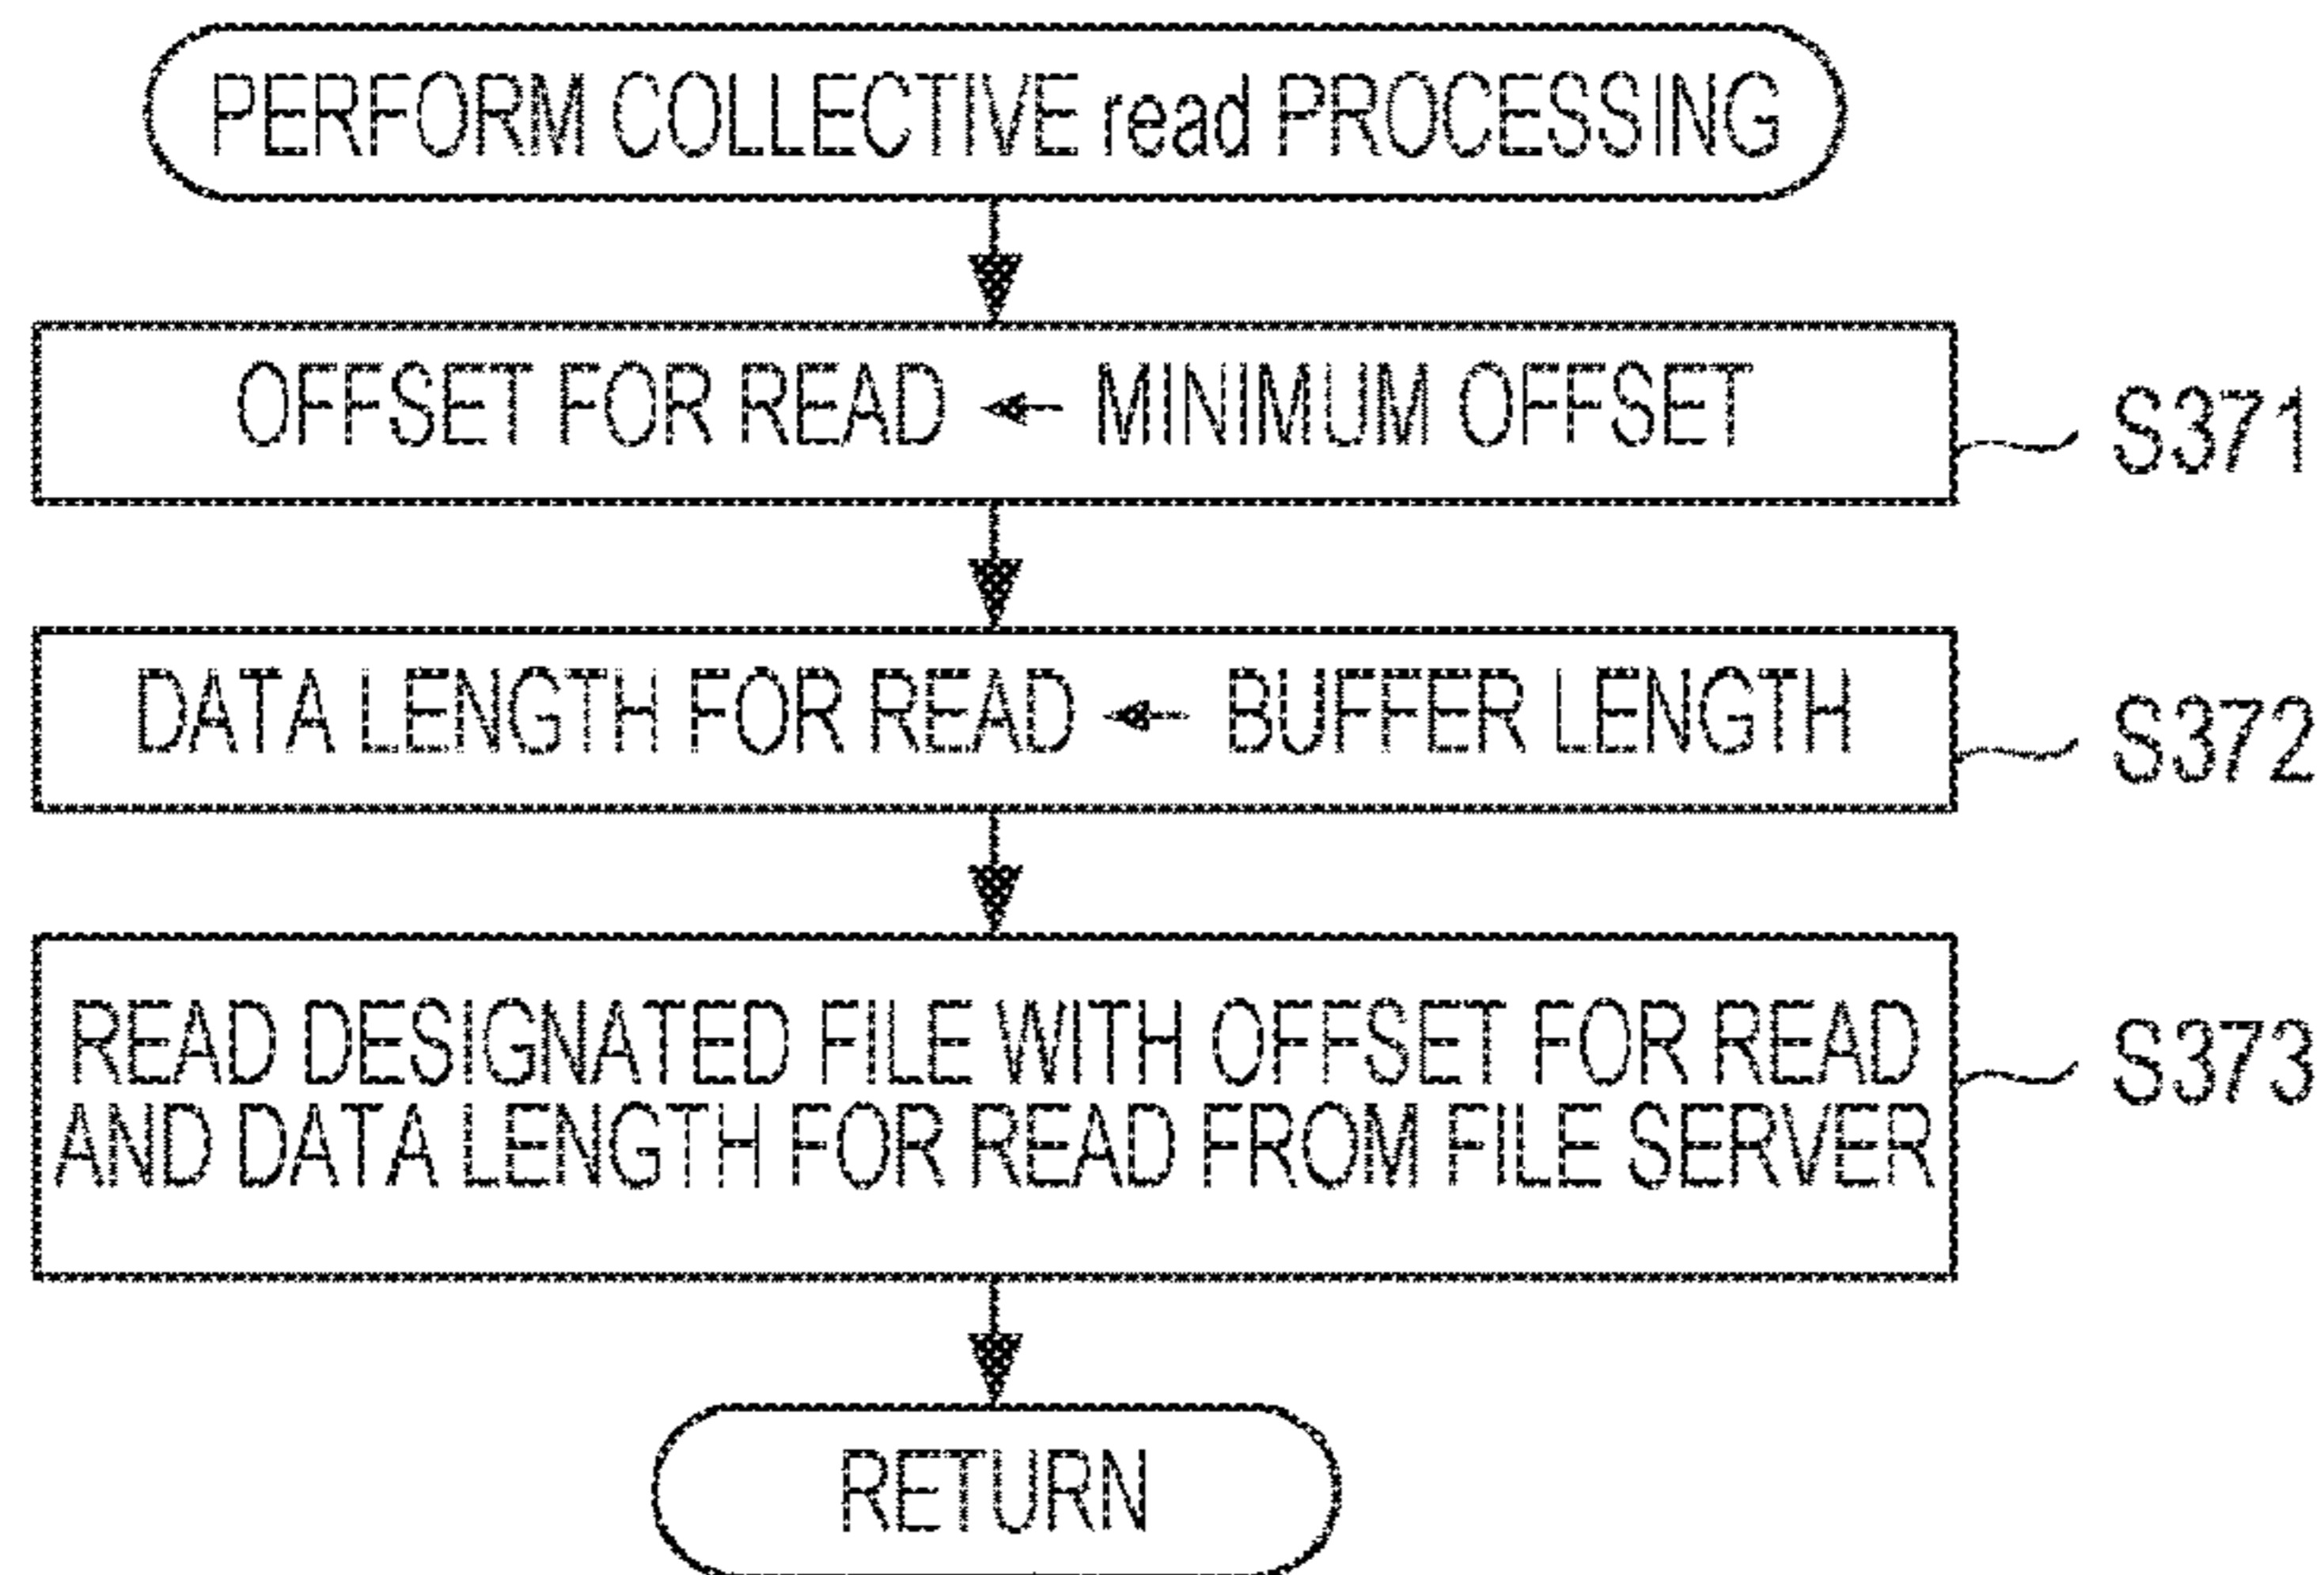 PERFORM COLLECTIVE read PROCESSING
OFFSET FOR READ ← MINIMUM OFFSET
S371
DATA LENGTH FOR READ ← BUFFER LENGTH
S372
READ DESIGNATED FILE WITH OFFSET FOR READ
AND DATA LENGTH FOR READ FROM FILE SERVER
S373
RETURN